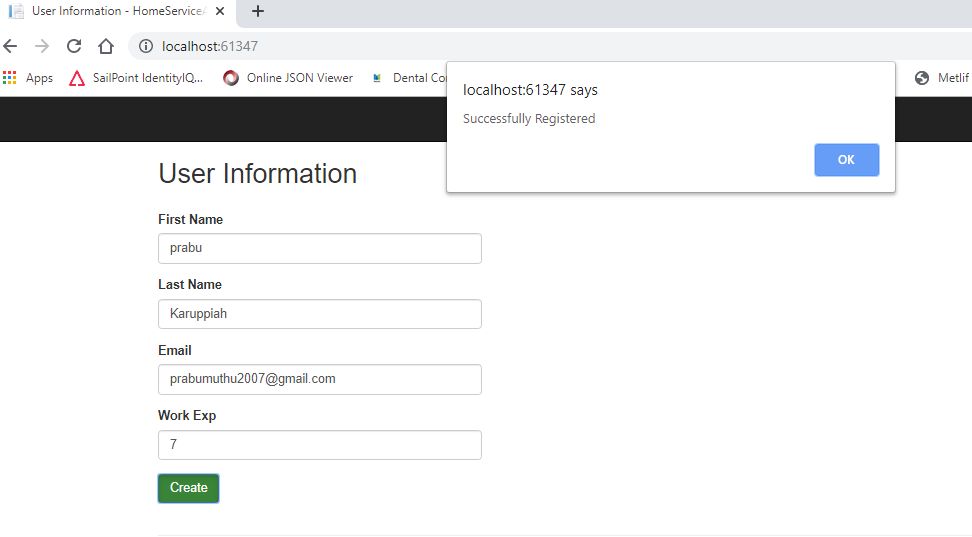 User Information - HomeServiceA
localhost:61347
Apps
SailPoint IdentityIQ...
Online JSON Viewer
Dental Co
Metlif
localhost:61347 says
Successfully Registered
OK
User Information
First Name
prabu
Last Name
Karuppiah
Email
prabumuthu2007@gmail.com
Work Exp
7
Create